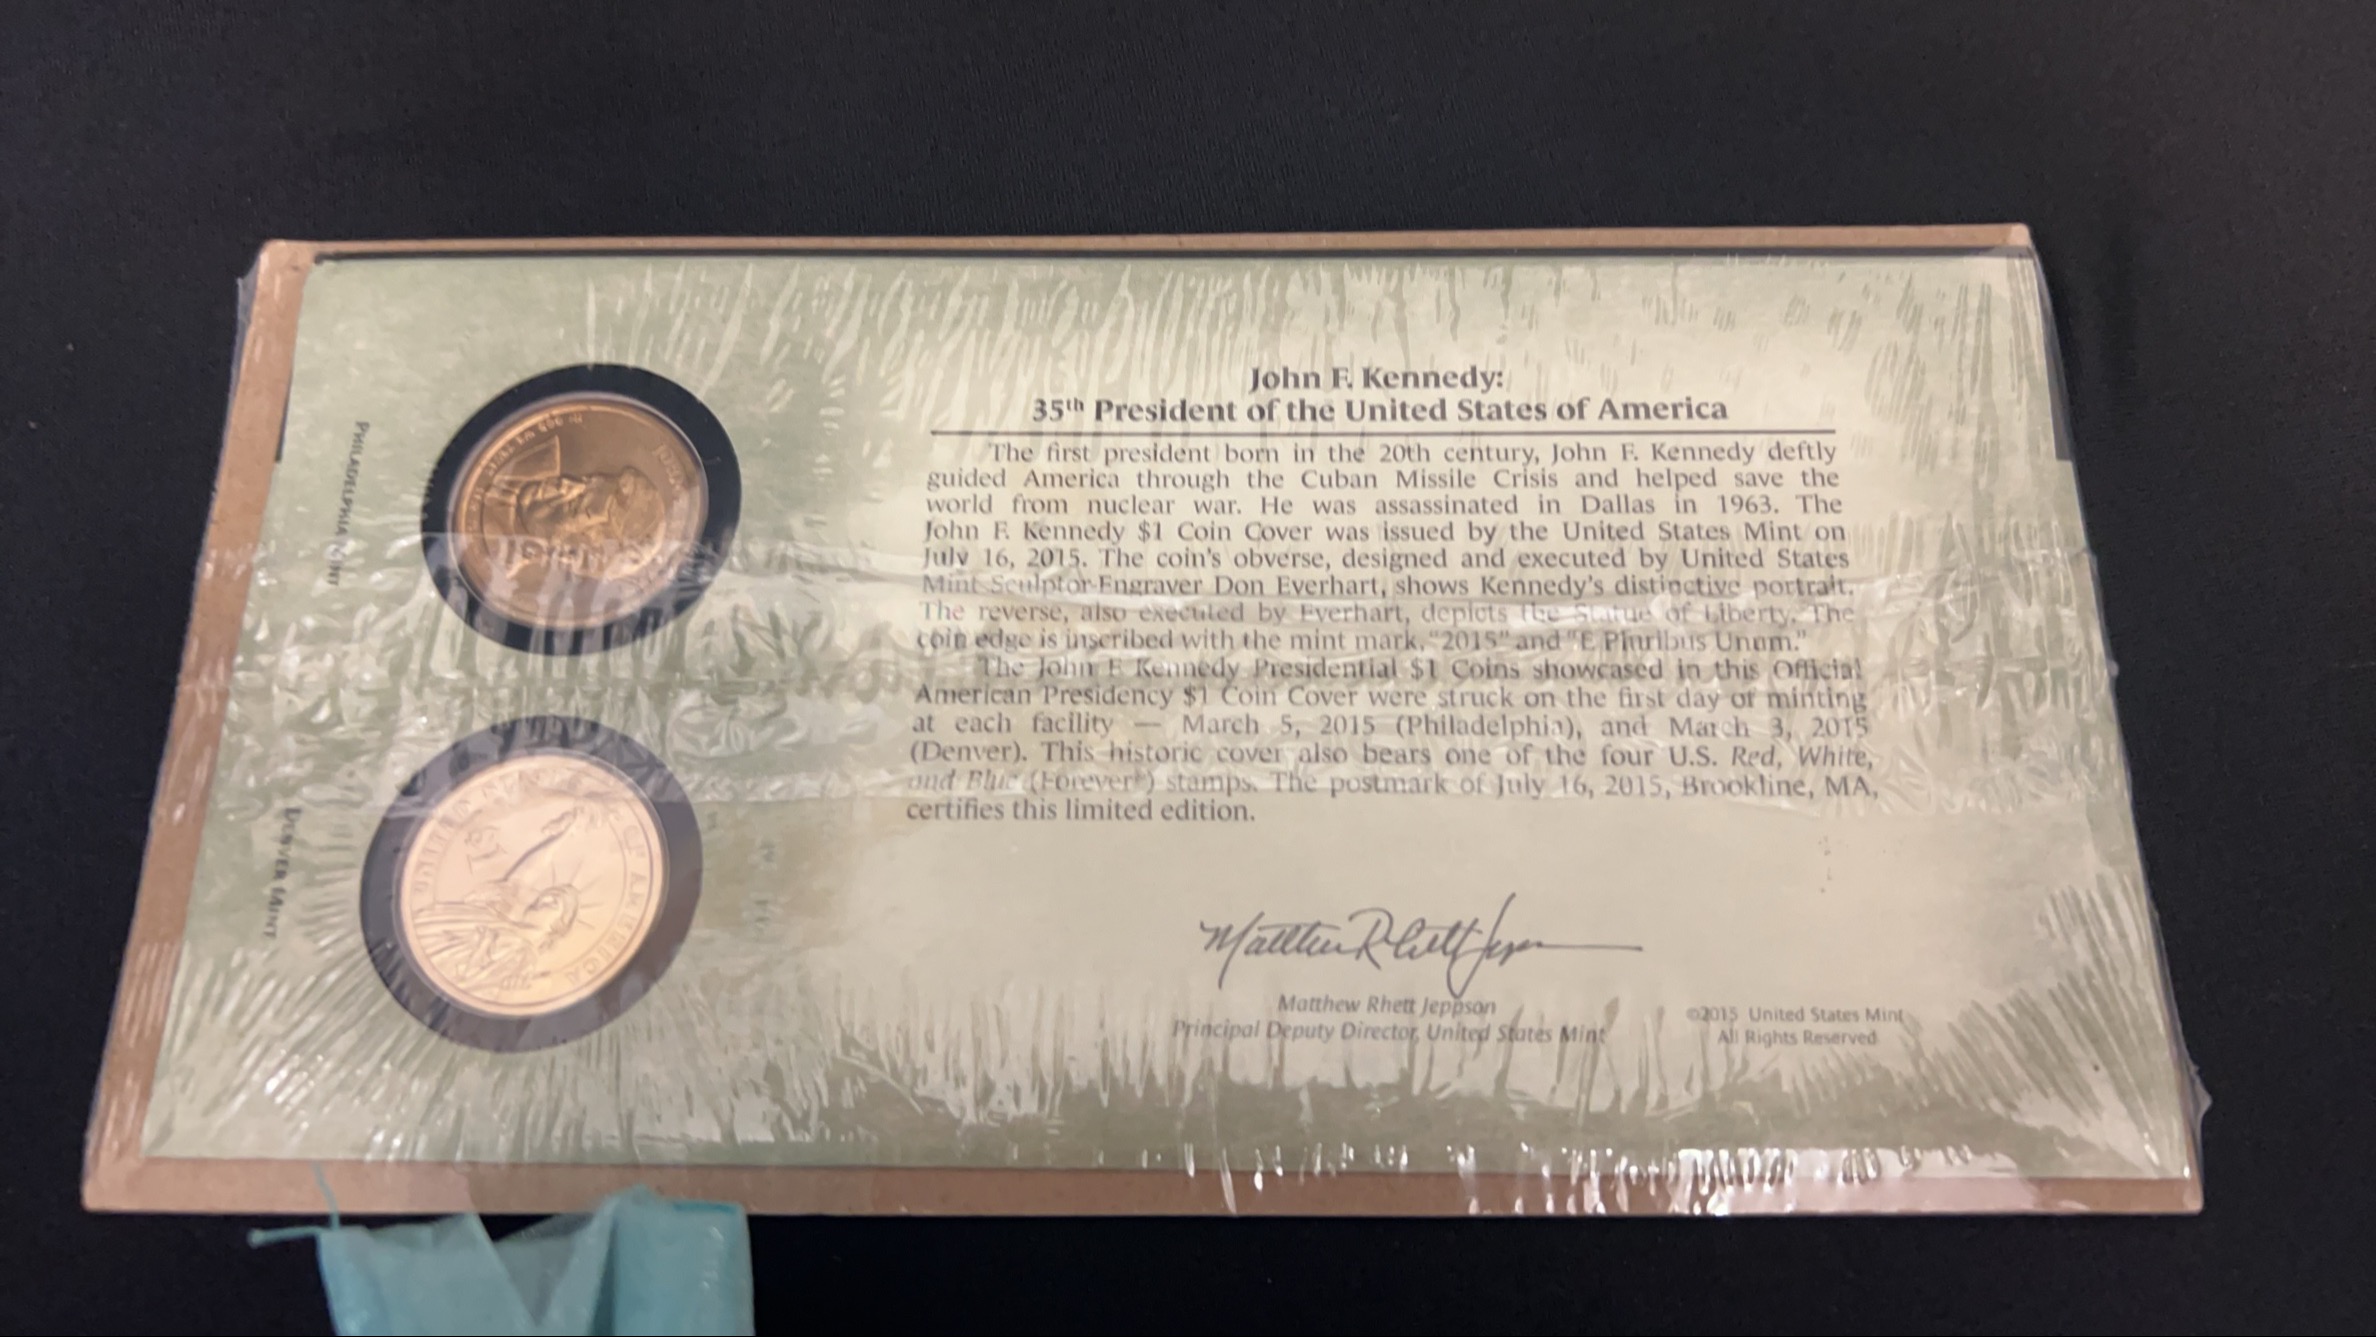 John F. Kennedy:
35th President of the United States of America
The first president born in the 20th century, John F. Kennedy deftly
guided America through the Cuban Missile Crisis and helped save the
world from nuclear war. He was assassinated in Dallas in 1963. The
John F. Kennedy $1 Coin Cover was issued by the United States Mint on
July 16, 2015. The coin's obverse, designed and executed by United States
Mint Sculptor-Engraver Don Everhart, shows Kennedy's distinctive portrait.
The reverse, also executed by Everhart, depicts the Statue of Liberty. The
coin edge is inscribed with the mint mark, "2015" and "E Pluribus Unum."
The John F. Kennedy Presidential $1 Coins showcased in this Official
American Presidency $1 Coin Cover were struck on the first day of minting
at each facility — March 5, 2015 (Philadelphia), and March 3, 2015
(Denver). This historic cover also bears one of the four U.S. Red, White,
and Blue (Forever®) stamps. The postmark of July 16, 2015, Brookline, MA,
certifies this limited edition.
Matthew Rhett Jeppson
Matthew Rhett Jeppson
Principal Deputy Director, United States Mint
©2015 United States Mint
All Rights Reserved
PHILADELPHIA MINT
JOHN
DENVER MINT
UNITED STATES OF AMERICA
$1